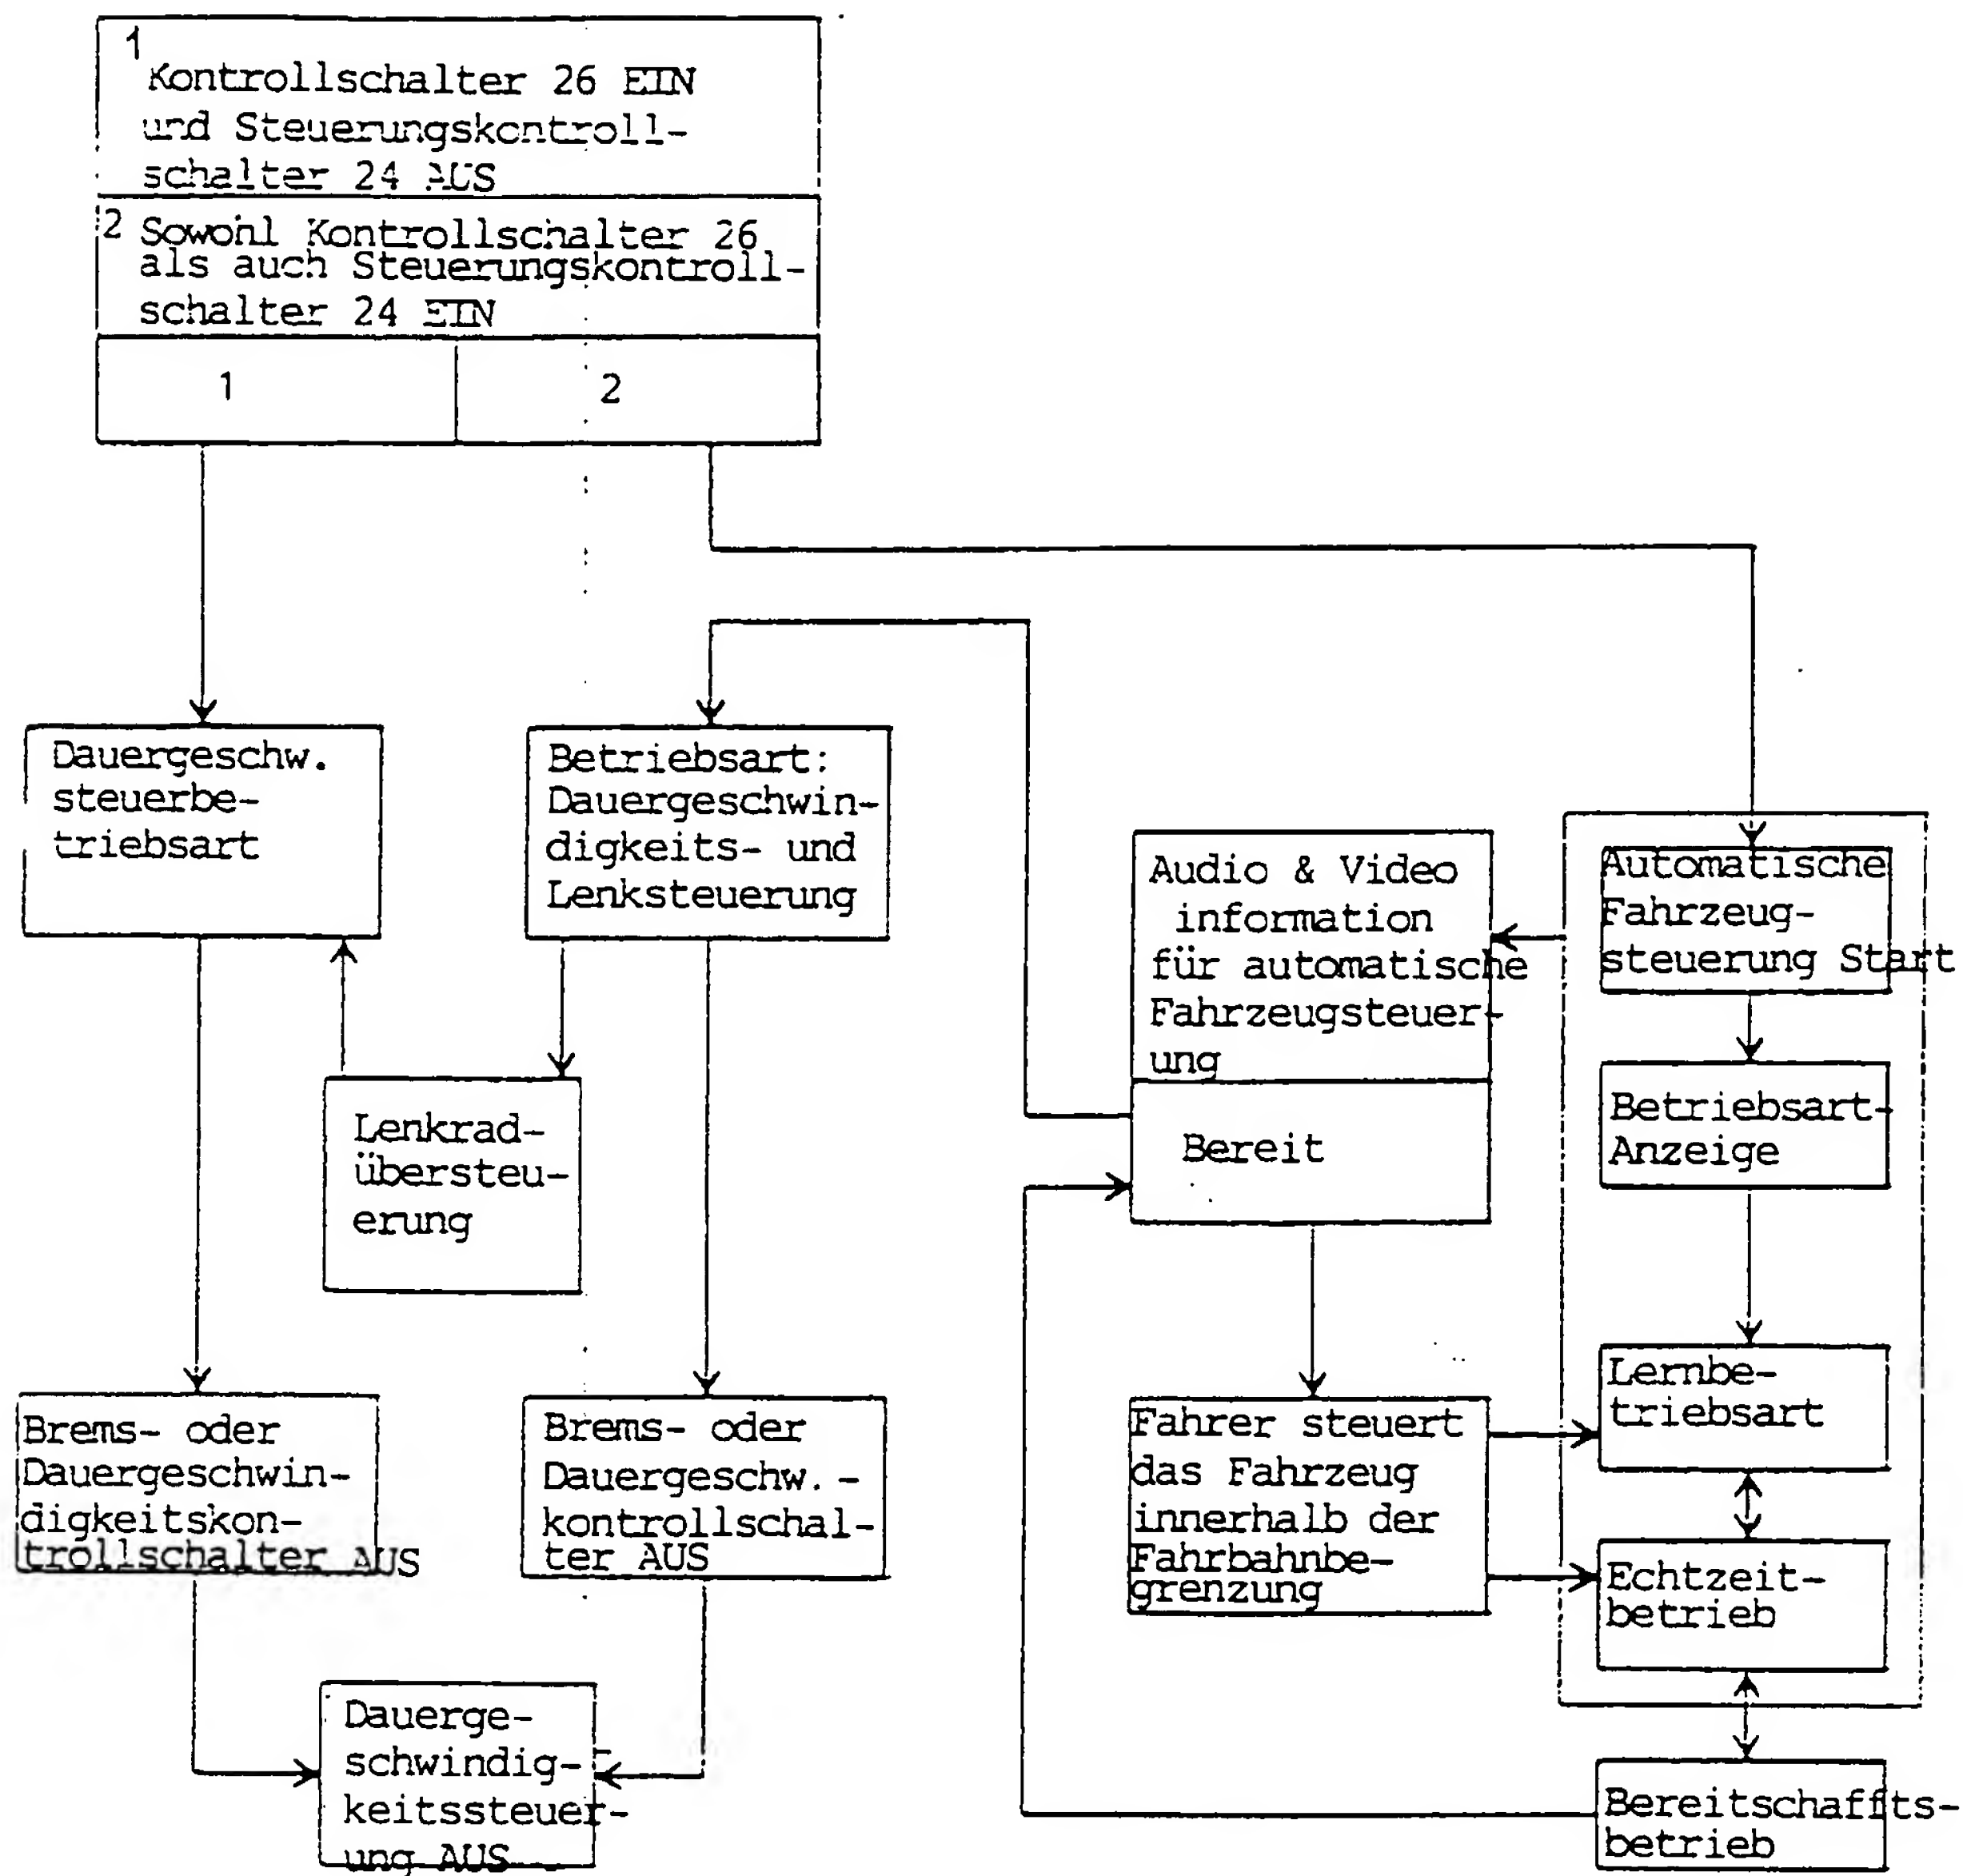 1
Kontrollschalter 26 EIN
und Steuerungskontroll-
schalter 24 AUS
2 Sowohl Kontrollschalter 26
als auch Steuerungskontroll-
schalter 24 EIN
1
2
Dauergeschw.
steuerbe-
triebsart
Betriebsart:
Dauergeschwin-
digkeits- und
Lenksteuerung
Audio & Video
information
für automatische
Fahrzeugsteuer-
ung
Bereit
Automatische
Fahrzeug-
steuerung Start
Betriebsart-
Anzeige
Lenkrad-
übersteu-
erung
Lernbe-
triebsart
Brems- oder
Dauergeschwin-
digkeitskon-
trollschalter AUS
Brems- oder
Dauergeschw.-
kontrollschal-
ter AUS
Fahrer steuert
das Fahrzeug
innerhalb der
Fahrbahnbe-
grenzung
Echtzeit-
betrieb
Dauerge-
schwindig-
keitssteuer-
ung AUS
Bereitschaffts-
betrieb